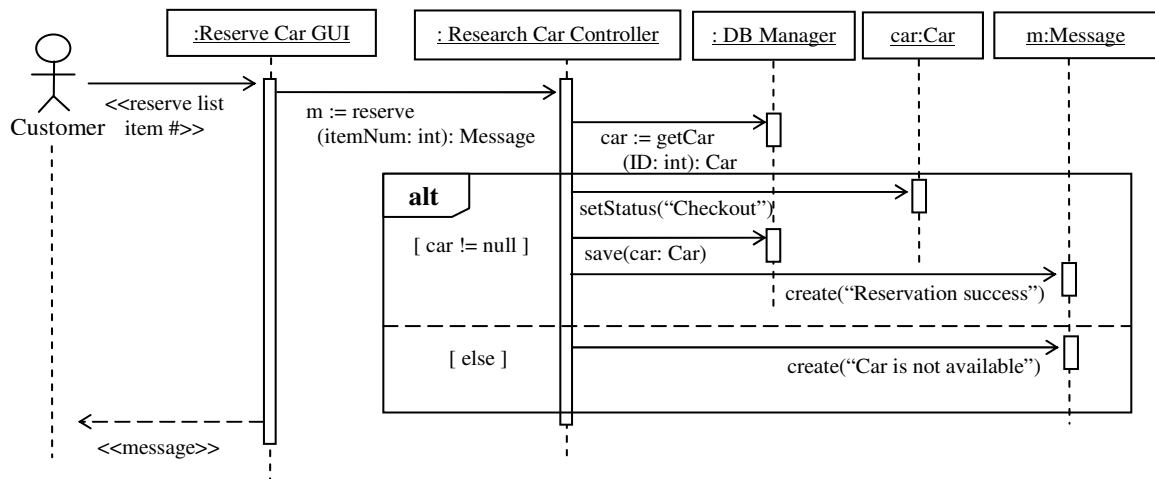 :Reserve Car GUI
: Research Car Controller
: DB Manager
car:Car
m:Message
Customer
<<reserve list
item #>>
m := reserve
(itemNum: int): Message
car := getCar
(ID: int): Car
alt
setStatus(“Checkout”)
[ car != null ]
save(car: Car)
create(“Reservation success”)
[ else ]
create(“Car is not available”)
<<message>>